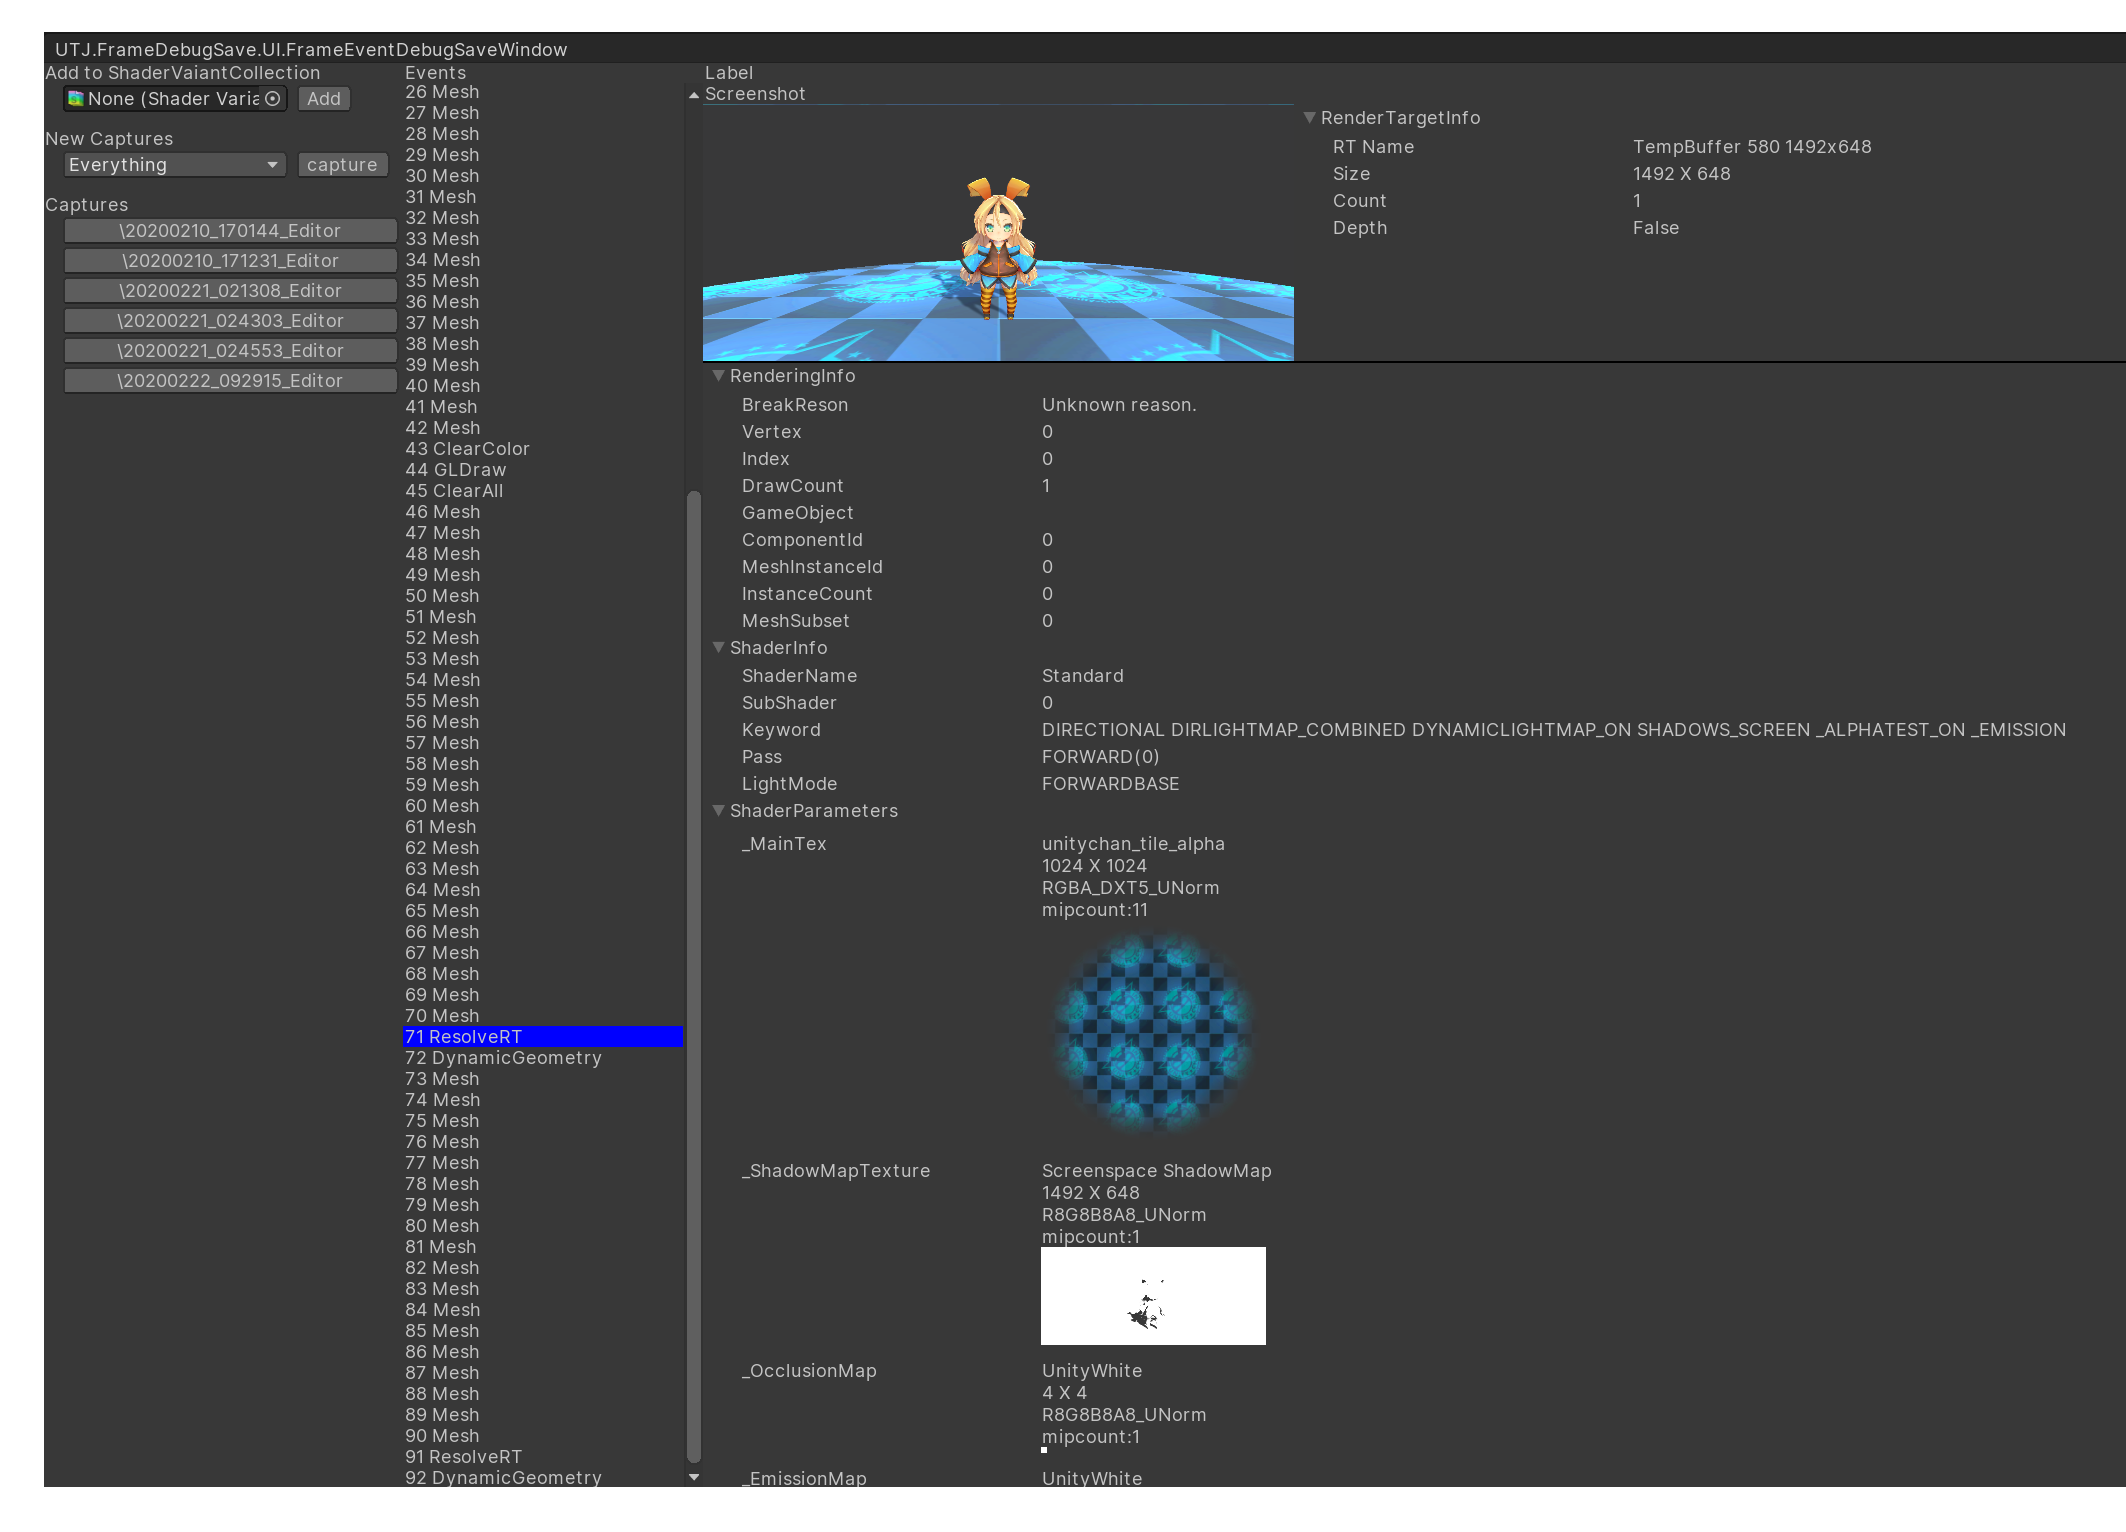 UTJ.FrameDebugSave.UI.FrameEventDebugSaveWindow
Add to ShaderVaiantCollection
None (Shader Varia
Add
New Captures
Everything
capture
Captures
\20200210_170144_Editor
\20200210_171231_Editor
\20200221_021308_Editor
\20200221_024303_Editor
\20200221_024553_Editor
\20200222_092915_Editor
Events
26 Mesh
27 Mesh
28 Mesh
29 Mesh
30 Mesh
31 Mesh
32 Mesh
33 Mesh
34 Mesh
35 Mesh
36 Mesh
37 Mesh
38 Mesh
39 Mesh
40 Mesh
41 Mesh
42 Mesh
43 ClearColor
44 GLDraw
45 ClearAll
46 Mesh
47 Mesh
48 Mesh
49 Mesh
50 Mesh
51 Mesh
52 Mesh
53 Mesh
54 Mesh
55 Mesh
56 Mesh
57 Mesh
58 Mesh
59 Mesh
60 Mesh
61 Mesh
62 Mesh
63 Mesh
64 Mesh
65 Mesh
66 Mesh
67 Mesh
68 Mesh
69 Mesh
70 Mesh
71 ResolveRT
72 DynamicGeometry
73 Mesh
74 Mesh
75 Mesh
76 Mesh
77 Mesh
78 Mesh
79 Mesh
80 Mesh
81 Mesh
82 Mesh
83 Mesh
84 Mesh
85 Mesh
86 Mesh
87 Mesh
88 Mesh
89 Mesh
90 Mesh
91 ResolveRT
92 DynamicGeometry
Label
Screenshot
RenderTargetInfo
RT Name TempBuffer 580 1492x648
Size 1492 X 648
Count 1
Depth False
RenderingInfo
BreakReson Unknown reason.
Vertex 0
Index 0
DrawCount 1
GameObject
ComponentId 0
MeshInstanceId 0
InstanceCount 0
MeshSubset 0
ShaderInfo
ShaderName Standard
SubShader 0
Keyword DIRECTIONAL DIRLIGHTMAP_COMBINED DYNAMICLIGHTMAP_ON SHADOWS_SCREEN _ALPHATEST_ON _EMISSION
Pass FORWARD(0)
LightMode FORWARDBASE
ShaderParameters
_MainTex unitychan_tile_alpha
1024 X 1024
RGBA_DXT5_UNorm
mipcount:11
_ShadowMapTexture Screenspace ShadowMap
1492 X 648
R8G8B8A8_UNorm
mipcount:1
_OcclusionMap UnityWhite
4 X 4
R8G8B8A8_UNorm
mipcount:1
_EmissionMap UnityWhite